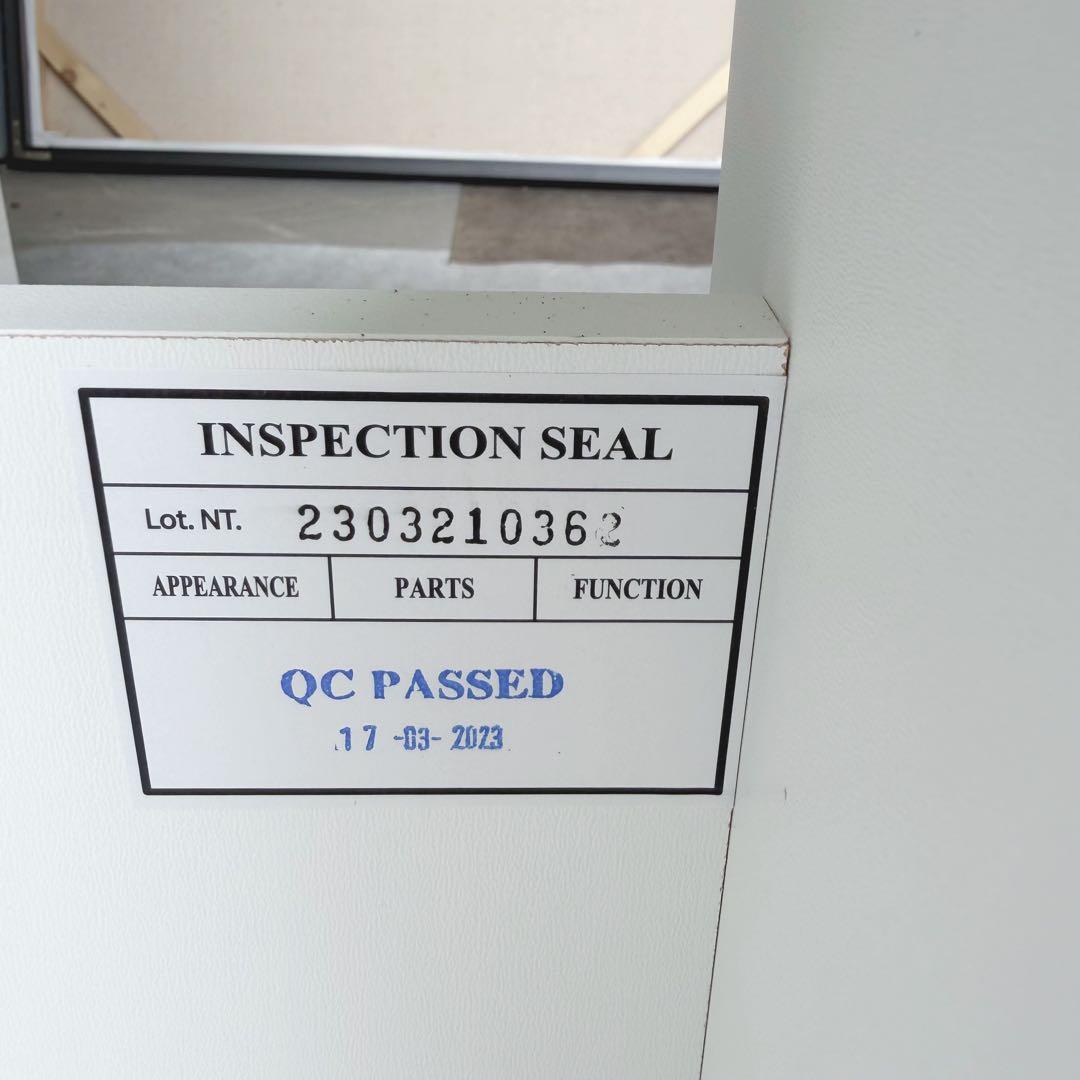 INSPECTION SEAL
Lot. NT. 2303210362
APPEARANCE PARTS FUNCTION
QC PASSED
17 -03- 2023